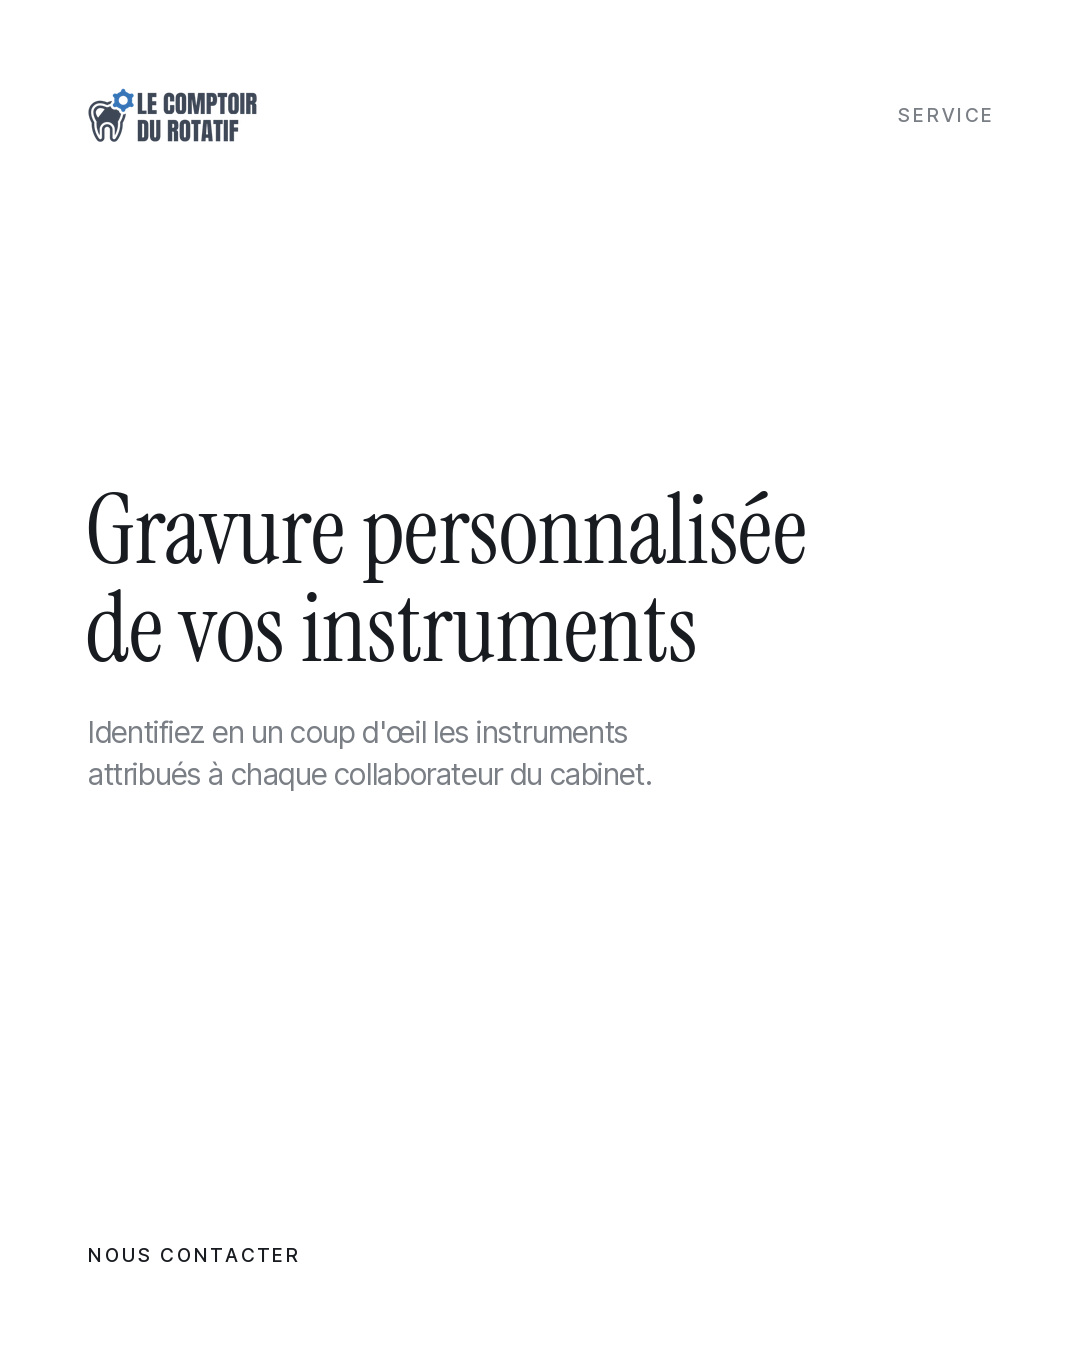 LE COMPTOIR
DU ROTATIF
SERVICE
Gravure personnalisée
de vos instruments
Identifiez en un coup d'œil les instruments
attribués à chaque collaborateur du cabinet.
NOUS CONTACTER